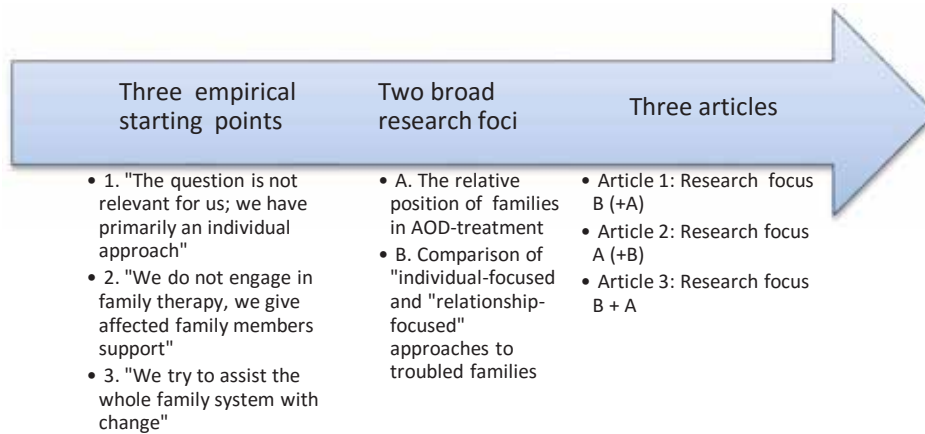 Three empirical
starting points
• 1. "The question is not
relevant for us; we have
primarily an individual
approach"
• 2. "We do not engage in
family therapy, we give
affected family members
support"
• 3. "We try to assist the
whole family system with
change"
Two broad
research foci
• A. The relative
position of families
in AOD-treatment
• B. Comparison of
"individual-focused
and "relationship-
focused"
approaches to
troubled families
Three articles
• Article 1: Research focus
B (+A)
• Article 2: Research focus
A (+B)
• Article 3: Research focus
B + A